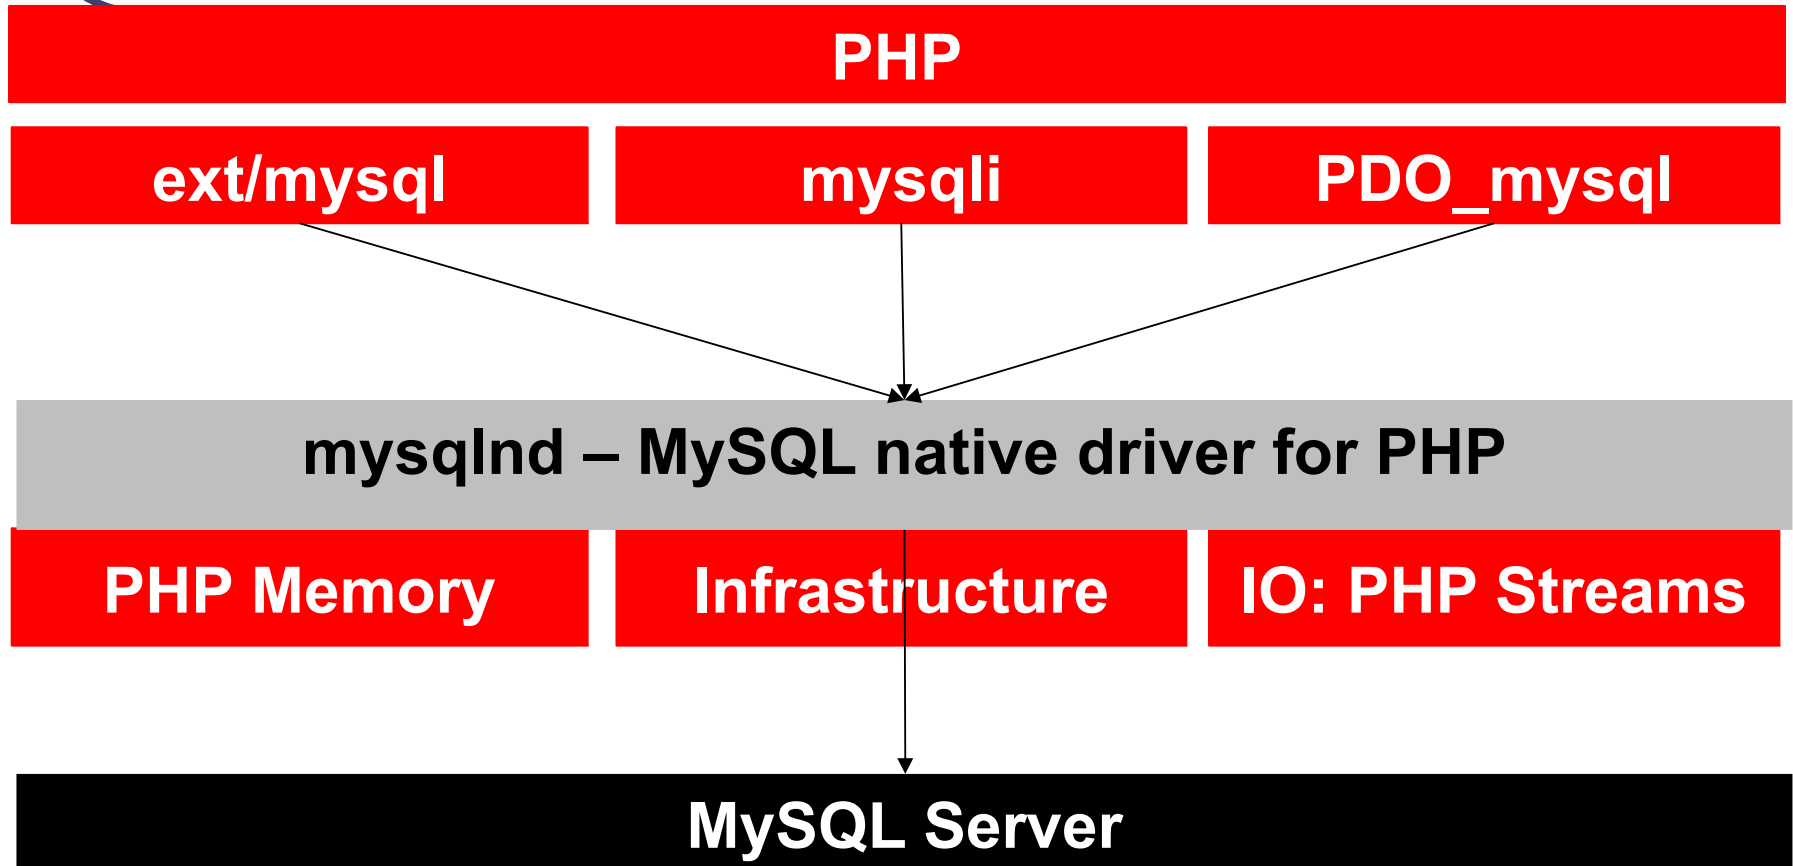 PHP
ext/mysql
mysqli
PDO_mysql
mysqlnd – MySQL native driver for PHP
PHP Memory
Infrastructure
IO: PHP Streams
MySQL Server